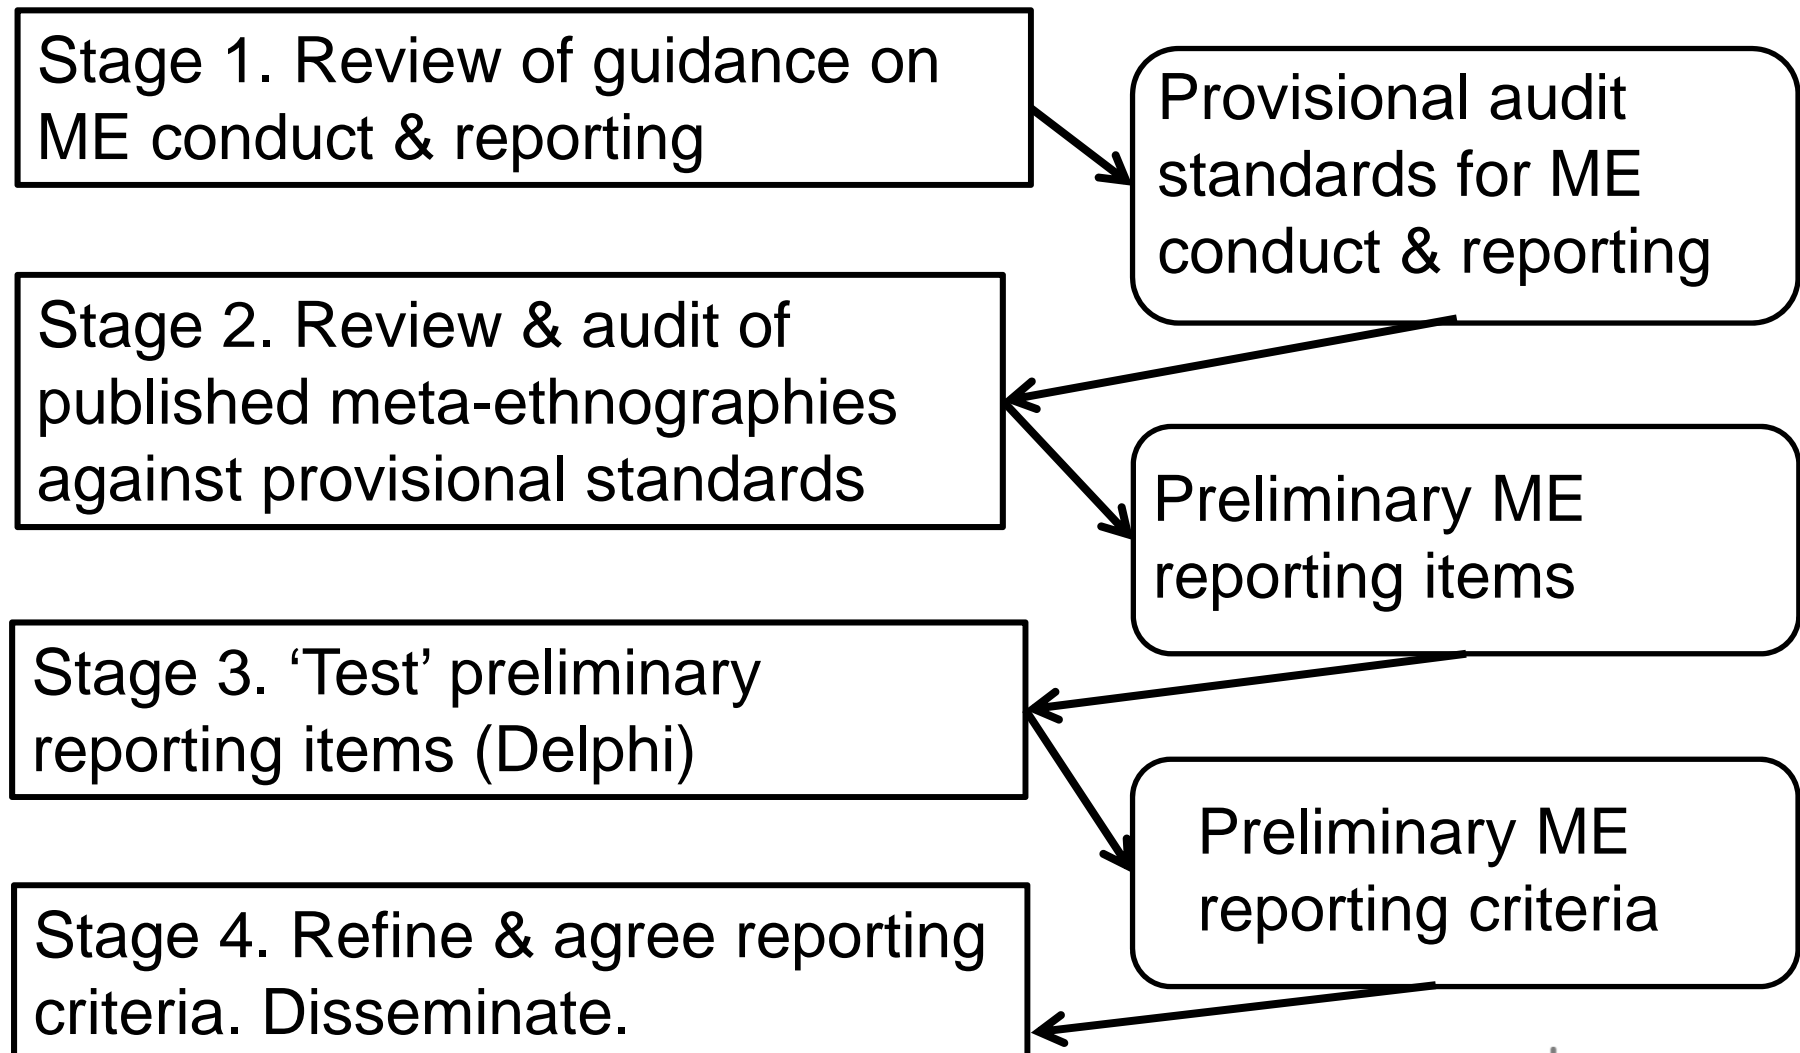 Stage 1. Review of guidance on
ME conduct & reporting
Provisional audit
standards for ME
conduct & reporting
Stage 2. Review & audit of
published meta-ethnographies
against provisional standards
Preliminary ME
reporting items
Stage 3. ‘Test’ preliminary
reporting items (Delphi)
Preliminary ME
reporting criteria
Stage 4. Refine & agree reporting
criteria. Disseminate.